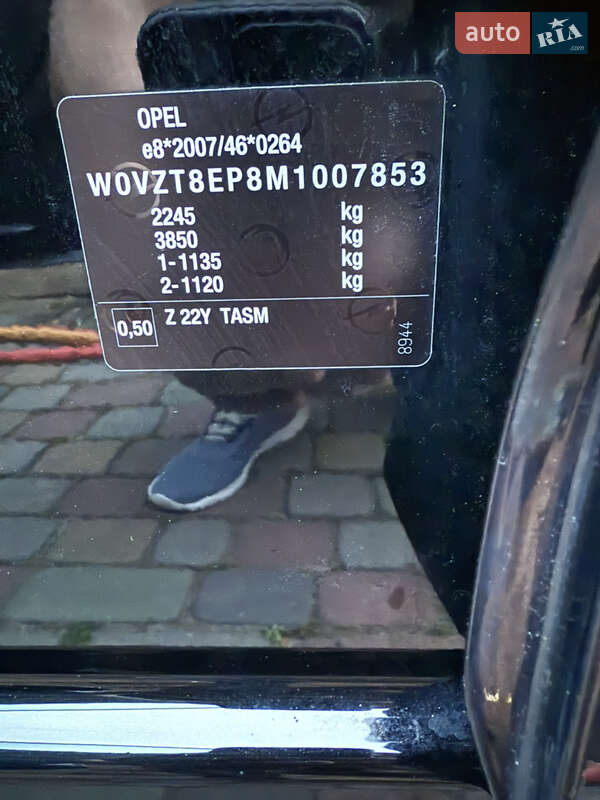 auto RIA .com
OPEL
e8*2007/46*0264
W0VZT8EP8M1007853
2245 kg
3850 kg
1-1135 kg
2-1120 kg
0,50 Z 22Y TASM
8944